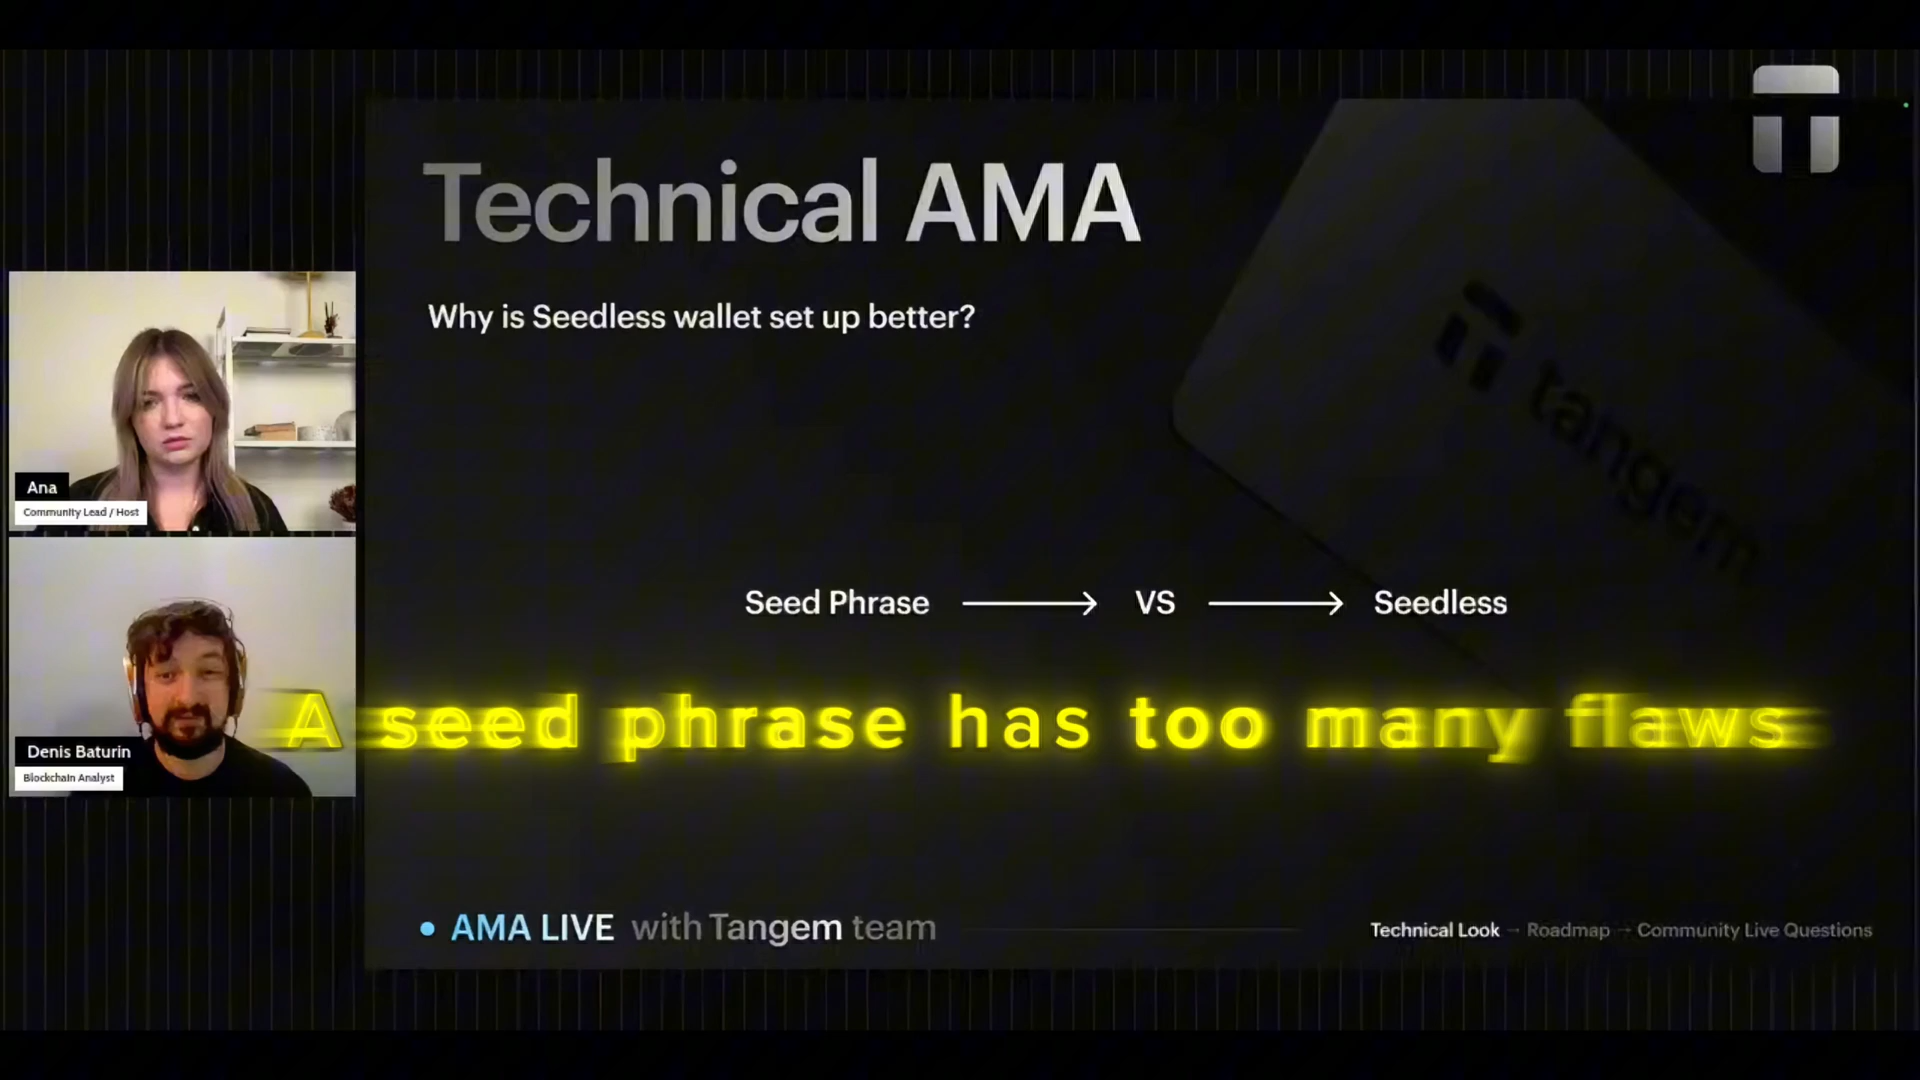 Technical AMA
Why is Seedless wallet set up better?
tangem
Ana
Community Lead / Host
Seed Phrase → VS → Seedless
A seed phrase has too many flaws
Denis Baturin
Blockchain Analyst
• AMA LIVE with Tangem team
Technical Look → Roadmap → Community Live Questions